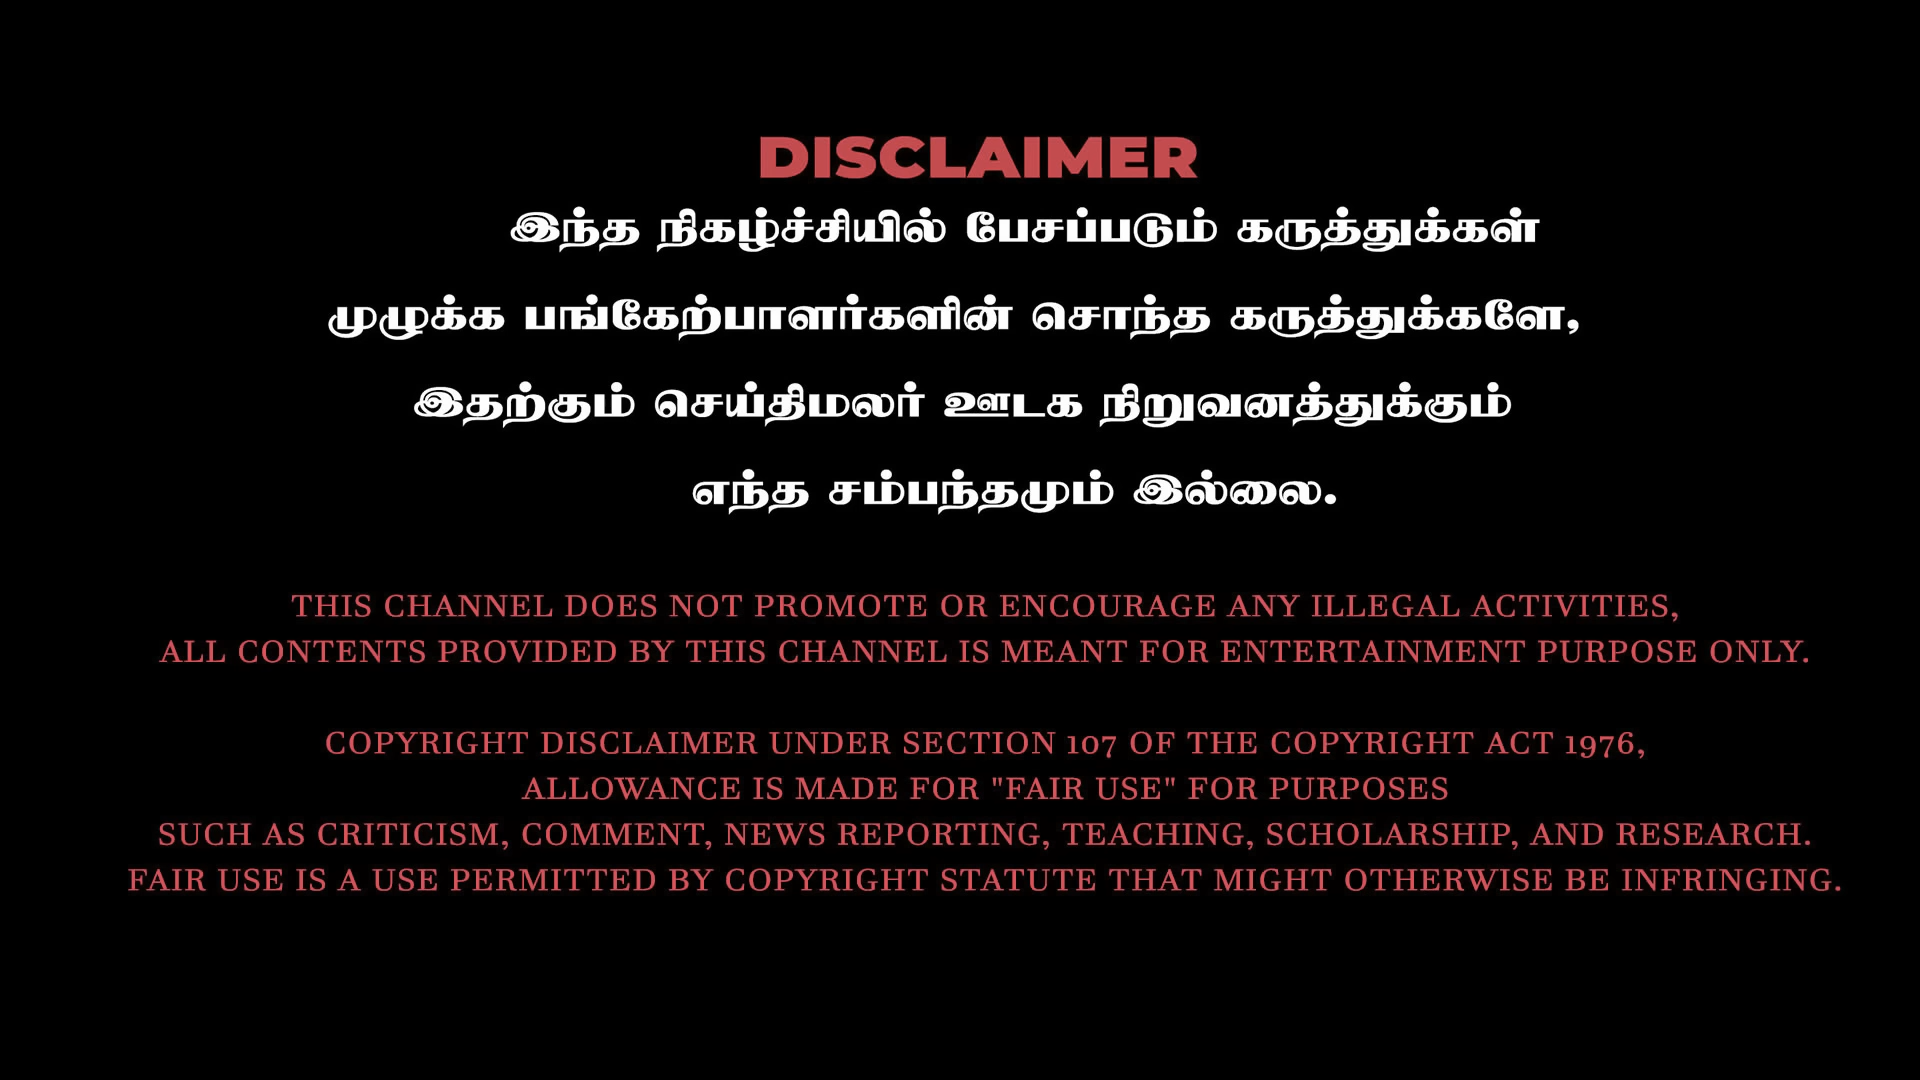 DISCLAIMER
இந்த நிகழ்ச்சியில் பேசப்படும் கருத்துக்கள்
முழுக்க பங்கேற்பாளர்களின் சொந்த கருத்துக்களே,
இதற்கும் செய்திமலர் ஊடக நிறுவனத்துக்கும்
எந்த சம்பந்தமும் இல்லை.
THIS CHANNEL DOES NOT PROMOTE OR ENCOURAGE ANY ILLEGAL ACTIVITIES,
ALL CONTENTS PROVIDED BY THIS CHANNEL IS MEANT FOR ENTERTAINMENT PURPOSE ONLY.
COPYRIGHT DISCLAIMER UNDER SECTION 107 OF THE COPYRIGHT ACT 1976,
ALLOWANCE IS MADE FOR "FAIR USE" FOR PURPOSES
SUCH AS CRITICISM, COMMENT, NEWS REPORTING, TEACHING, SCHOLARSHIP, AND RESEARCH.
FAIR USE IS A USE PERMITTED BY COPYRIGHT STATUTE THAT MIGHT OTHERWISE BE INFRINGING.